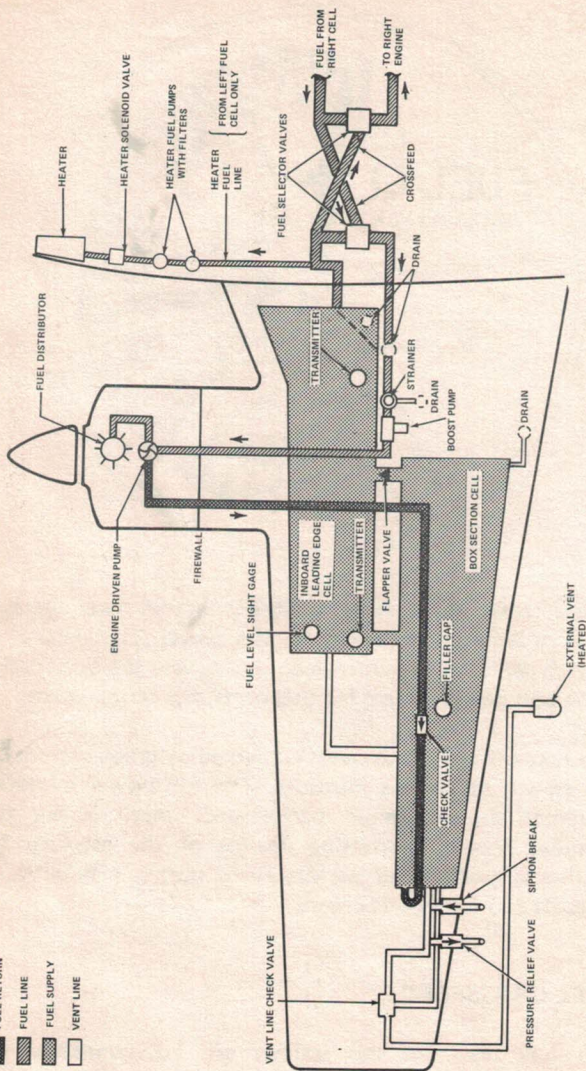 FUEL LINE
FUEL SUPPLY
VENT LINE
HEATER
HEATER SOLENOID VALVE
HEATER FUEL PUMPS
WITH FILTERS
HEATER
FUEL
LINE
FROM LEFT FUEL
CELL ONLY
FUEL SELECTOR VALVES
FUEL FROM
RIGHT CELL
TO RIGHT
ENGINE
CROSSFEED
FUEL DISTRIBUTOR
ENGINE DRIVEN PUMP
FIREWALL
FUEL LEVEL SIGHT GAGE
INBOARD
LEADING EDGE
CELL
TRANSMITTER
TRANSMITTER
DRAIN
STRAINER
DRAIN
BOOST PUMP
FLAPPER VALVE
BOX SECTION CELL
DRAIN
FILLER CAP
CHECK VALVE
EXTERNAL VENT
(HEATED)
SIPHON BREAK
PRESSURE RELIEF VALVE
VENT LINE CHECK VALVE